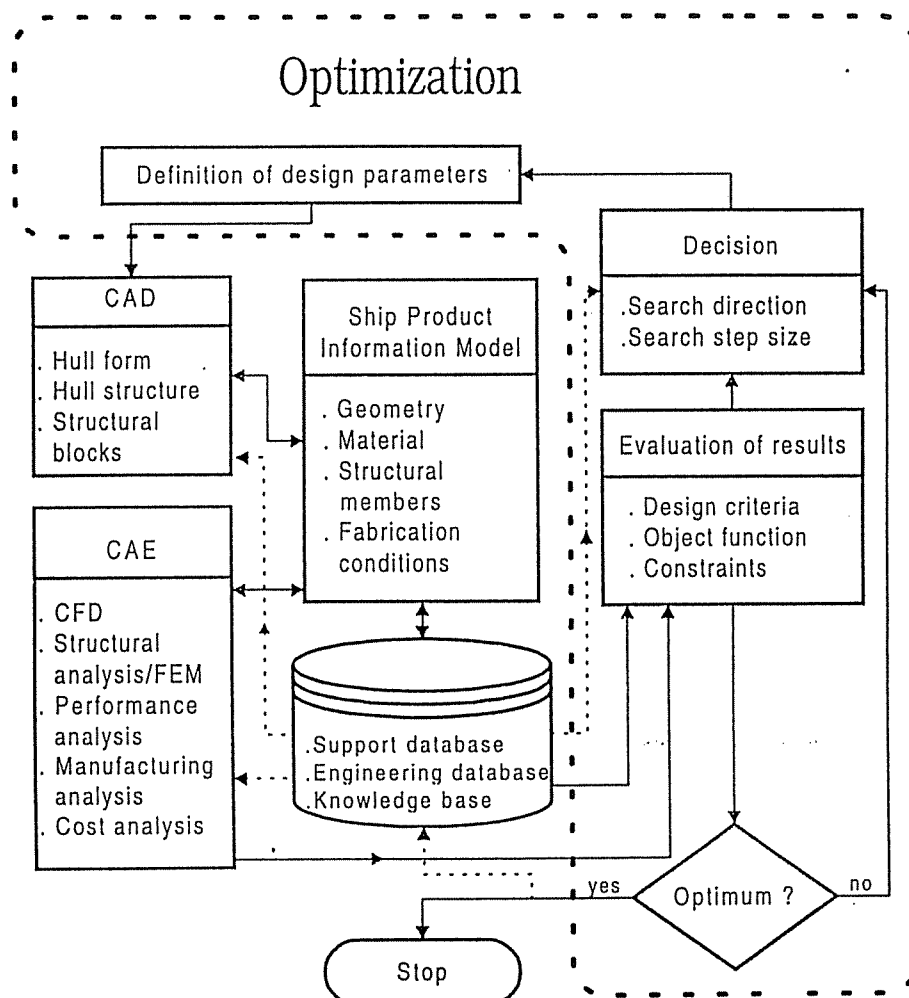 Optimization
Definition of design parameters
Decision
.Search direction
.Search step size
CAD
. Hull form
. Hull structure
. Structural
blocks
Ship Product
Information Model
. Geometry
. Material
. Structural
members
. Fabrication
conditions
Evaluation of results
. Design criteria
. Object function
. Constraints
CAE
. CFD
. Structural
analysis/FEM
. Performance
analysis
. Manufacturing
analysis
. Cost analysis
.Support database
.Engineering database
.Knowledge base
yes
Optimum ?
no
Stop